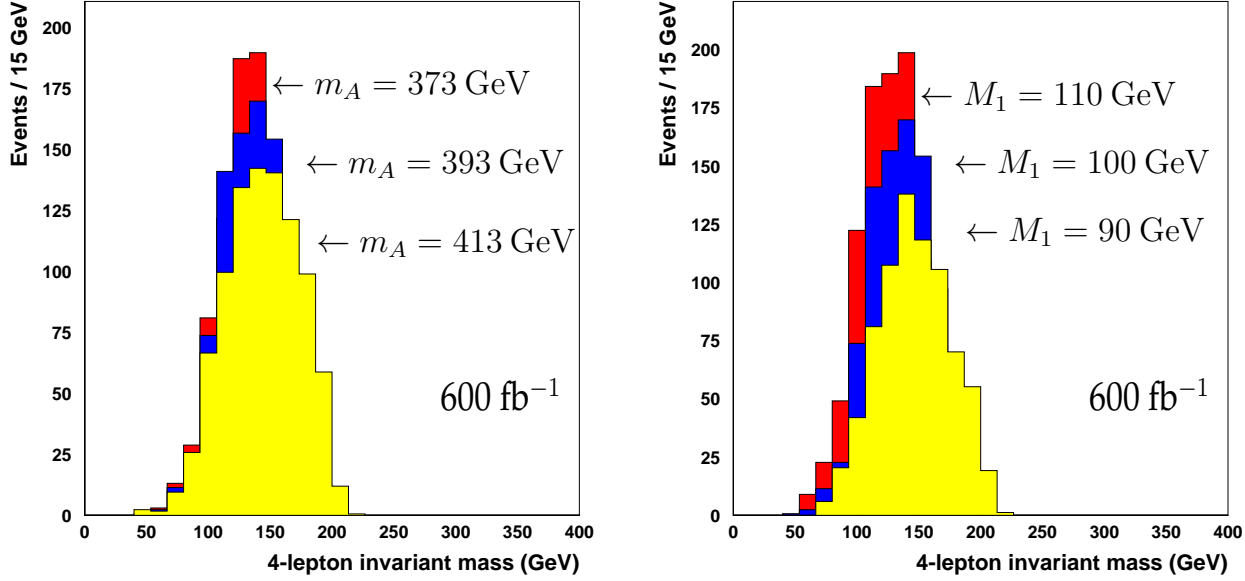 Events / 15 GeV
200
175
150
125
100
75
50
25
0
← m_A = 373 GeV
← m_A = 393 GeV
← m_A = 413 GeV
600 fb⁻¹
0 50 100 150 200 250 300 350 400
4-lepton invariant mass (GeV)
Events / 15 GeV
200
175
150
125
100
75
50
25
0
← M₁ = 110 GeV
← M₁ = 100 GeV
← M₁ = 90 GeV
600 fb⁻¹
0 50 100 150 200 250 300 350 400
4-lepton invariant mass (GeV)